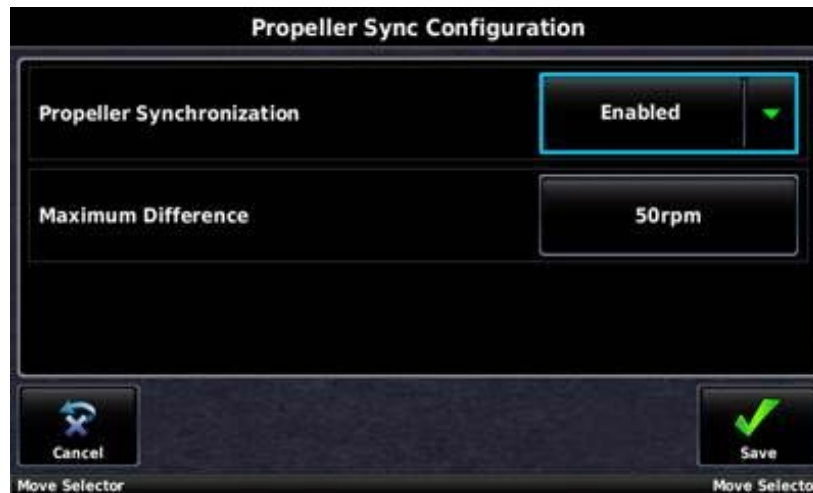 Propeller Sync Configuration
Propeller Synchronization Enabled
Maximum Difference 50rpm
Cancel Save
Move Selector Move Selecto